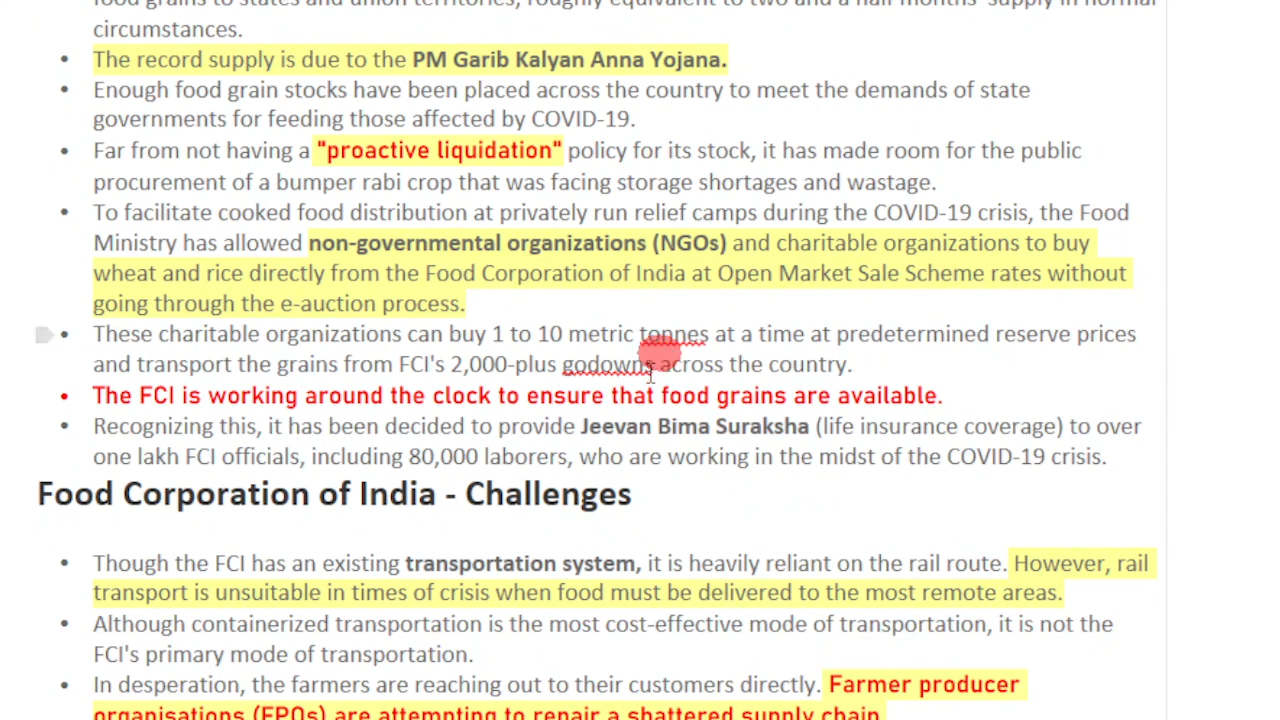 food grains to states and union territories, roughly equivalent to two and a half months' supply in normal
circumstances.
• The record supply is due to the PM Garib Kalyan Anna Yojana.
• Enough food grain stocks have been placed across the country to meet the demands of state
governments for feeding those affected by COVID-19.
• Far from not having a "proactive liquidation" policy for its stock, it has made room for the public
procurement of a bumper rabi crop that was facing storage shortages and wastage.
• To facilitate cooked food distribution at privately run relief camps during the COVID-19 crisis, the Food
Ministry has allowed non-governmental organizations (NGOs) and charitable organizations to buy
wheat and rice directly from the Food Corporation of India at Open Market Sale Scheme rates without
going through the e-auction process.
• These charitable organizations can buy 1 to 10 metric tonnes at a time at predetermined reserve prices
and transport the grains from FCI's 2,000-plus godowns across the country.
• The FCI is working around the clock to ensure that food grains are available.
• Recognizing this, it has been decided to provide Jeevan Bima Suraksha (life insurance coverage) to over
one lakh FCI officials, including 80,000 laborers, who are working in the midst of the COVID-19 crisis.
Food Corporation of India - Challenges
• Though the FCI has an existing transportation system, it is heavily reliant on the rail route. However, rail
transport is unsuitable in times of crisis when food must be delivered to the most remote areas.
• Although containerized transportation is the most cost-effective mode of transportation, it is not the
FCI's primary mode of transportation.
• In desperation, the farmers are reaching out to their customers directly. Farmer producer
organisations (FPOs) are attempting to repair a shattered supply chain.